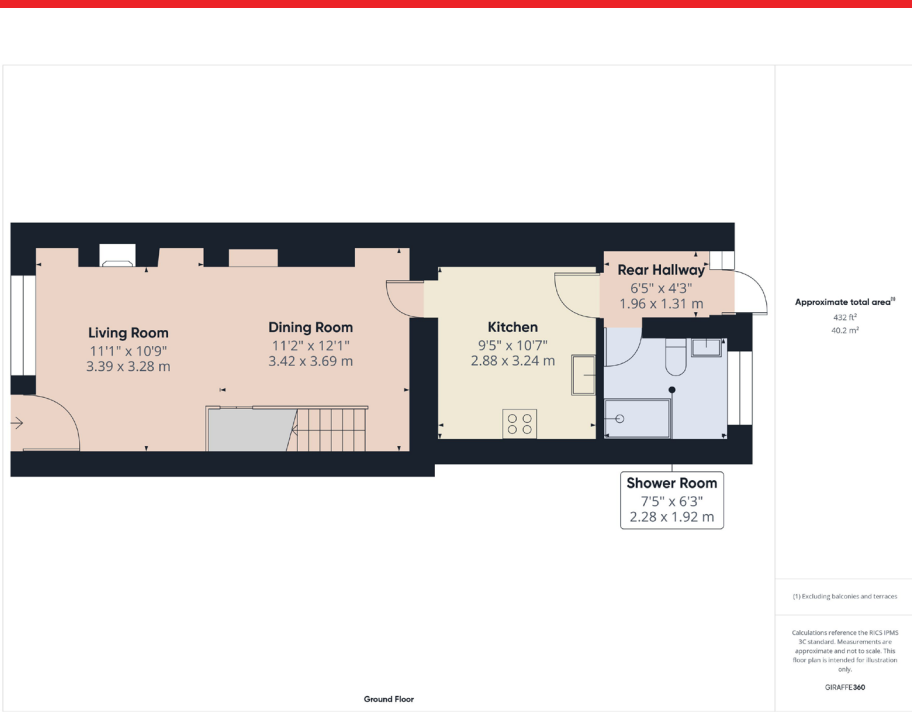 Living Room
11'1" x 10'9"
3.39 x 3.28 m
Dining Room
11'2" x 12'1"
3.42 x 3.69 m
Kitchen
9'5" x 10'7"
2.88 x 3.24 m
Rear Hallway
6'5" x 4'3"
1.96 x 1.31 m
Shower Room
7'5" x 6'3"
2.28 x 1.92 m
Ground Floor
Approximate total area(1)
432 ft²
40.2 m²
(1) Excluding balconies and terraces
Calculations reference the RICS IPMS
3C standard. Measurements are
approximate and not to scale. This
floor plan is intended for illustration
only.
GIRAFFE360